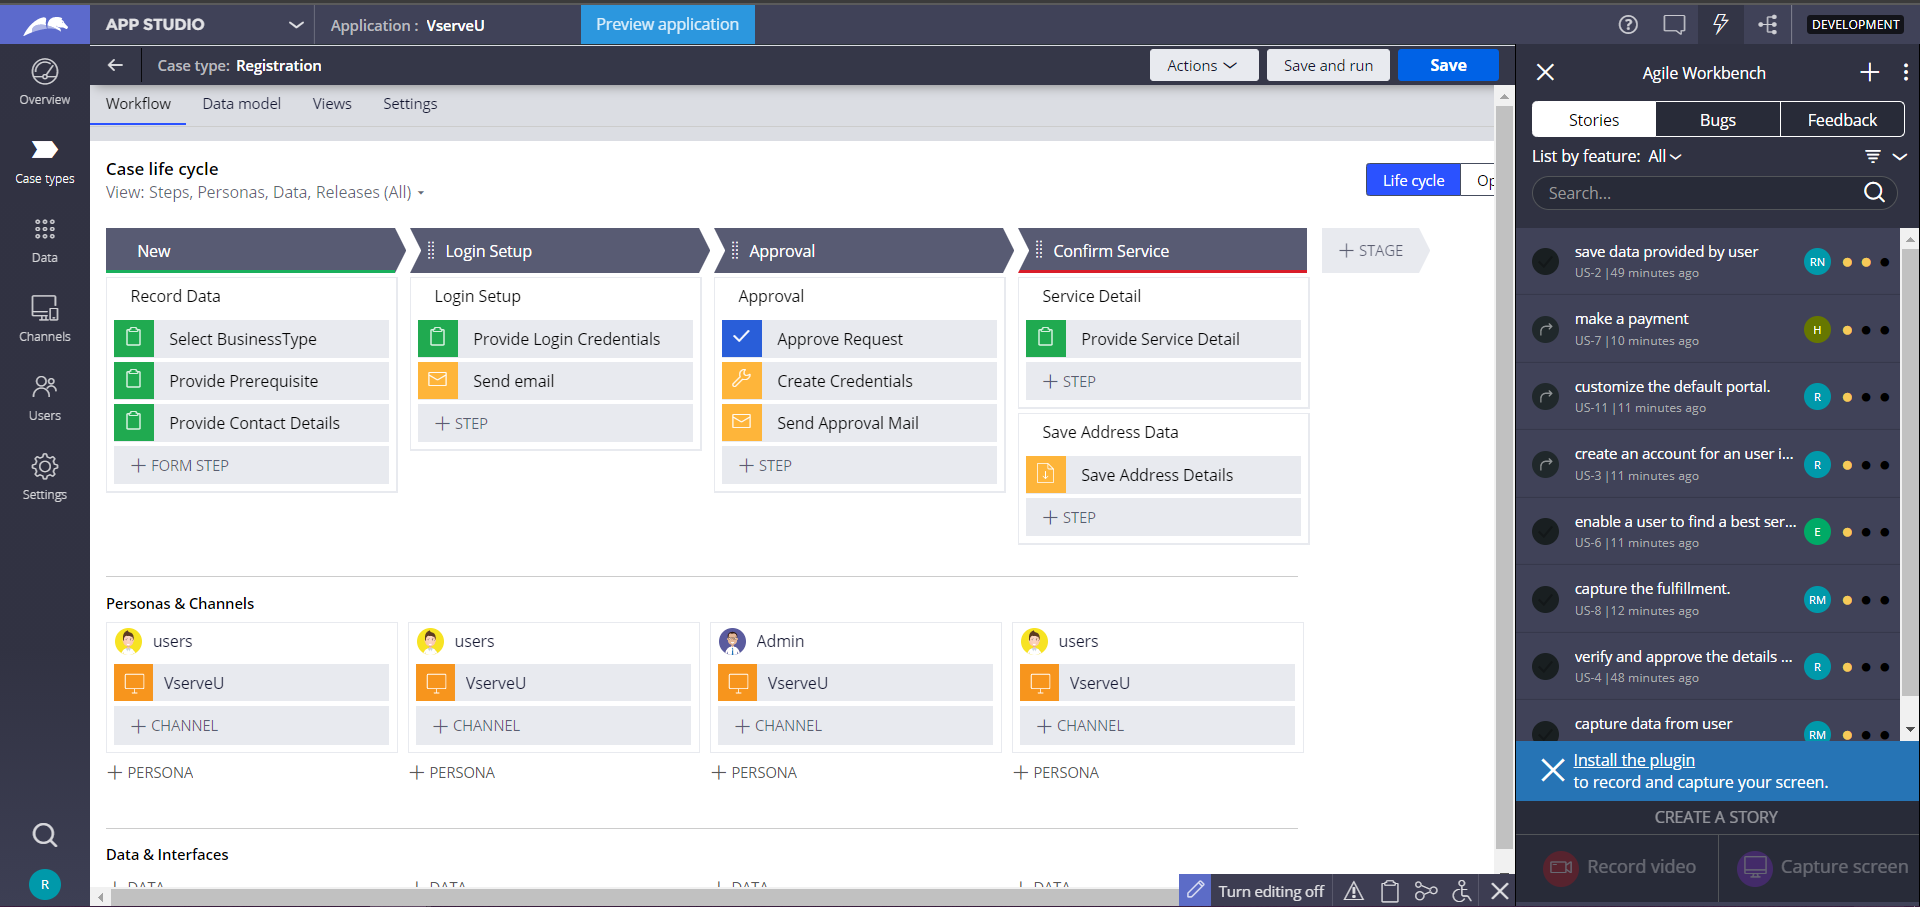 APP STUDIO
Application : VserveU
Preview application
DEVELOPMENT
Case type: Registration
Actions
Save and run
Save
Overview
Case types
Data
Channels
Users
Settings
R
Workflow
Data model
Views
Settings
Case life cycle
View: Steps, Personas, Data, Releases (All)
Life cycle
Op
New
Login Setup
Approval
Confirm Service
STAGE
Record Data
Select BusinessType
Provide Prerequisite
Provide Contact Details
FORM STEP
Login Setup
Provide Login Credentials
Send email
STEP
Approval
Approve Request
Create Credentials
Send Approval Mail
STEP
Service Detail
Provide Service Detail
STEP
Save Address Data
Save Address Details
STEP
Personas & Channels
users
VserveU
CHANNEL
PERSONA
users
VserveU
CHANNEL
PERSONA
Admin
VserveU
CHANNEL
PERSONA
users
VserveU
CHANNEL
PERSONA
Data & Interfaces
DATA
DATA
DATA
DATA
Turn editing off
Agile Workbench
Stories
Bugs
Feedback
List by feature: All
Search...
save data provided by user
US-2 |49 minutes ago
RN
make a payment
US-7 |10 minutes ago
H
customize the default portal.
US-11 |11 minutes ago
R
create an account for an user i...
US-3 |11 minutes ago
R
enable a user to find a best ser...
US-6 |11 minutes ago
E
capture the fulfillment.
US-8 |12 minutes ago
RM
verify and approve the details ...
US-4 |48 minutes ago
R
capture data from user
RM
Install the plugin
to record and capture your screen.
CREATE A STORY
Record video
Capture screen